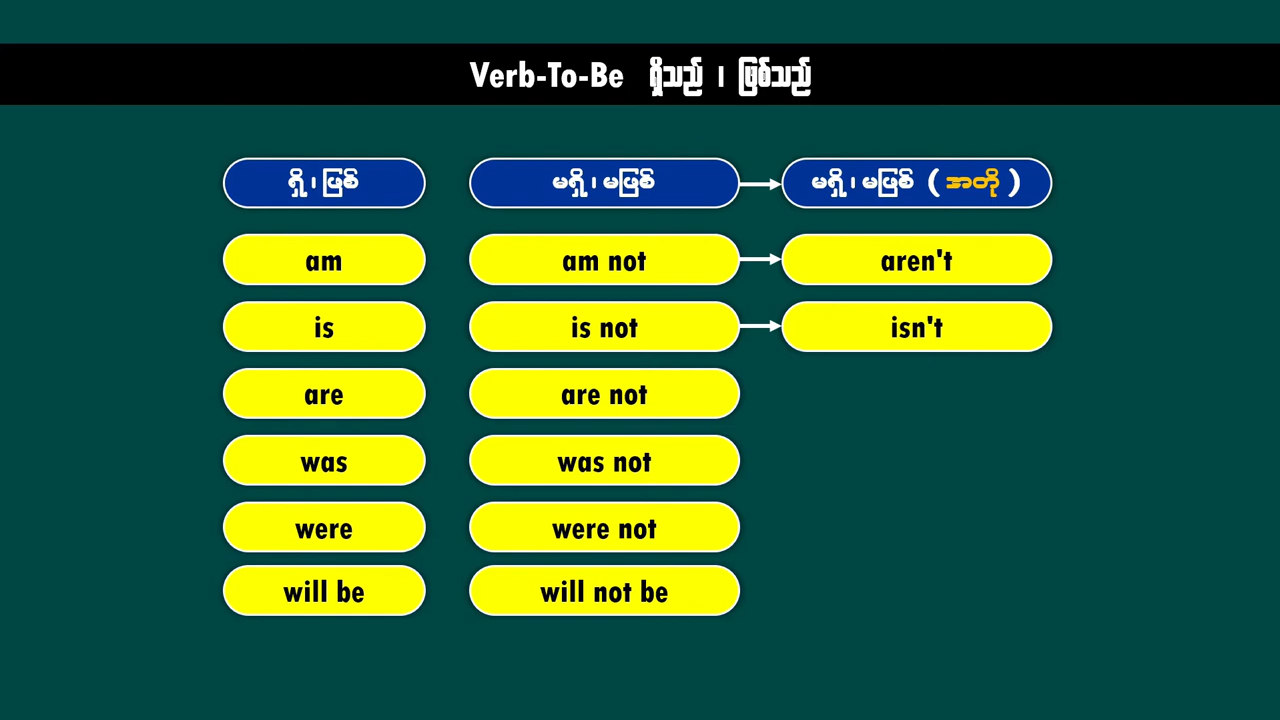 Verb-To-Be ရှိသည် ၊ ဖြစ်သည်
ရှိ ၊ ဖြစ် မရှိ ၊ မဖြစ် မရှိ ၊ မဖြစ် ( အတို )
am am not aren't
is is not isn't
are are not
was was not
were were not
will be will not be